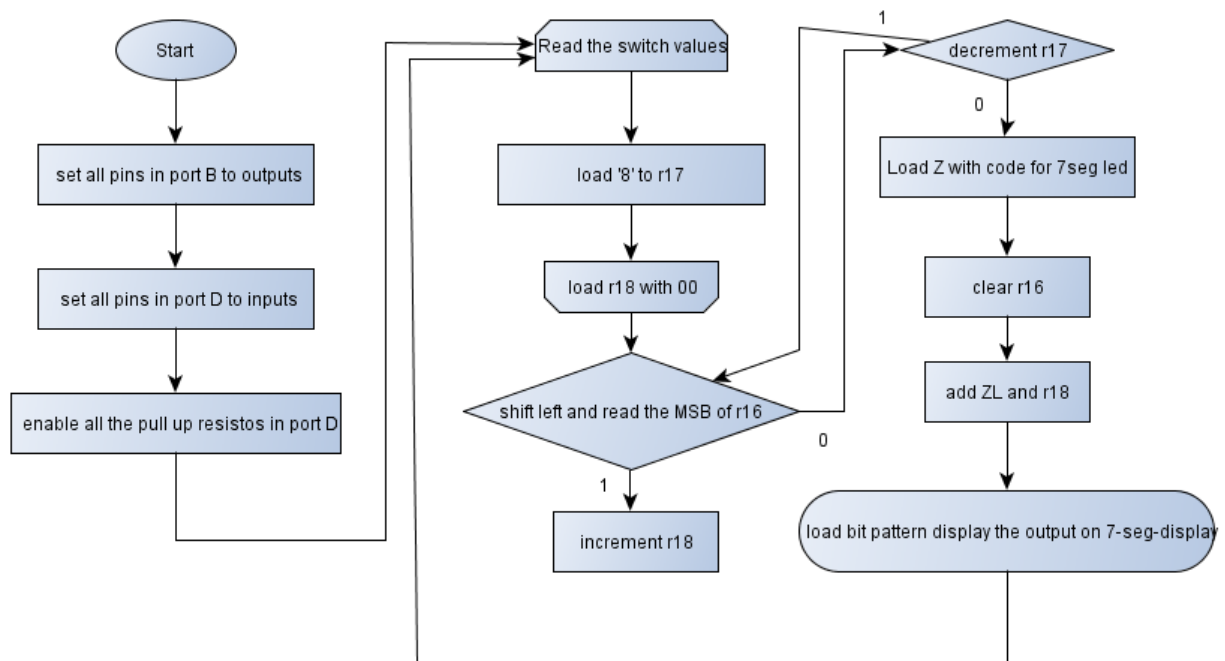 Start
set all pins in port B to outputs
set all pins in port D to inputs
enable all the pull up resistos in port D
Read the switch values
load '8' to r17
load r18 with 00
shift left and read the MSB of r16
1
increment r18
0
1
decrement r17
0
Load Z with code for 7seg led
clear r16
add ZL and r18
load bit pattern display the output on 7-seg-display